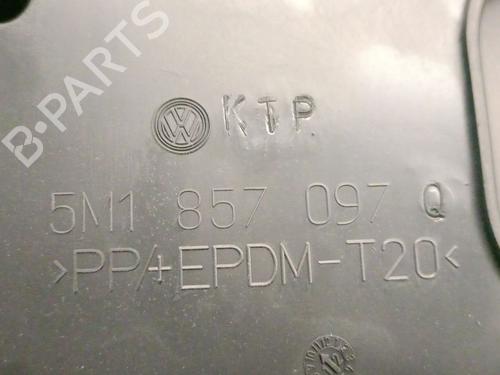 B-PARTS
KTP.
5M1 857 097 Q
>PP/+EPDM-T20<